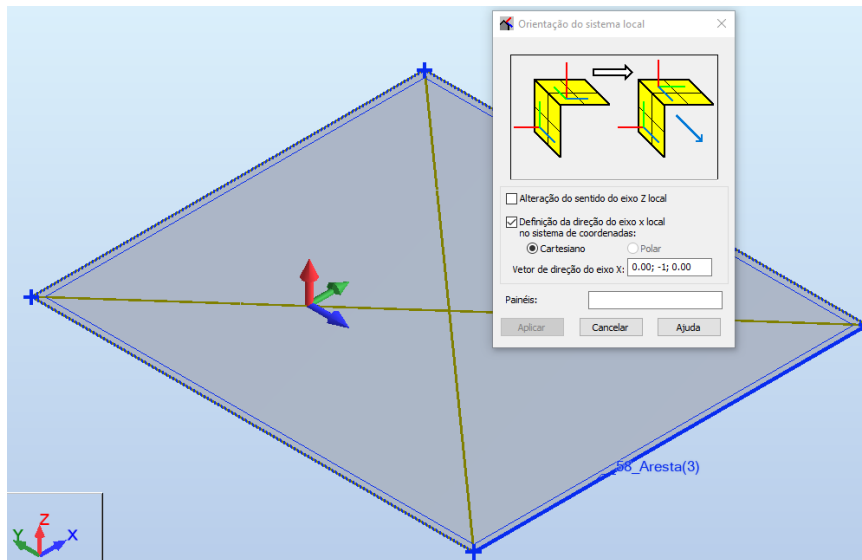 Orientação do sistema local
Alteração do sentido do eixo Z local
Definição da direção do eixo x local
no sistema de coordenadas:
Cartesiano
Polar
Vetor de direção do eixo X:
0.00; -1; 0.00
Painéis:
Aplicar
Cancelar
Ajuda
_58_Aresta(3)
Z
Y
X